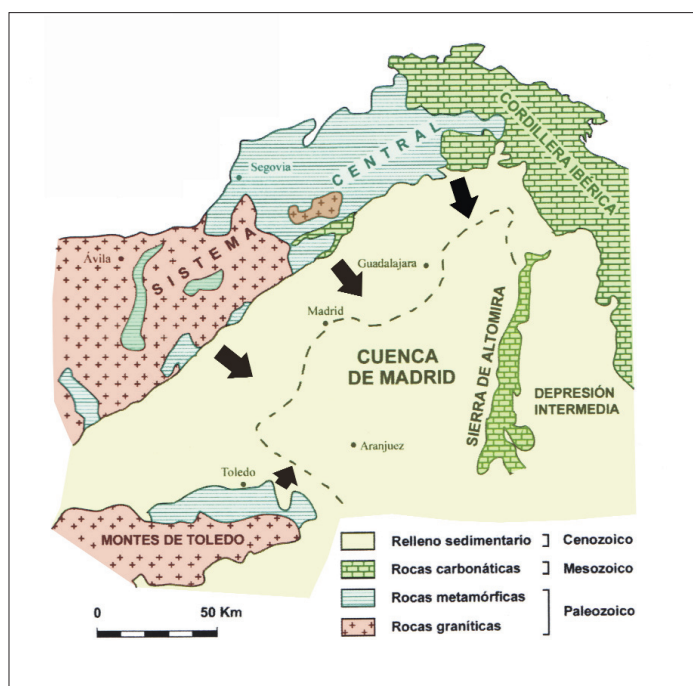 CORDILLERA IBÉRICA
SISTEMA CENTRAL
Segovia
Ávila
Guadalajara
Madrid
CUENCA
DE MADRID
SIERRA DE ALTOMIRA
DEPRESIÓN
INTERMEDIA
Aranjuez
Toledo
MONTES DE TOLEDO
Relleno sedimentario
Cenozoico
Rocas carbonáticas
Mesozoico
Rocas metamórficas
Paleozoico
Rocas graníticas
0 50 Km